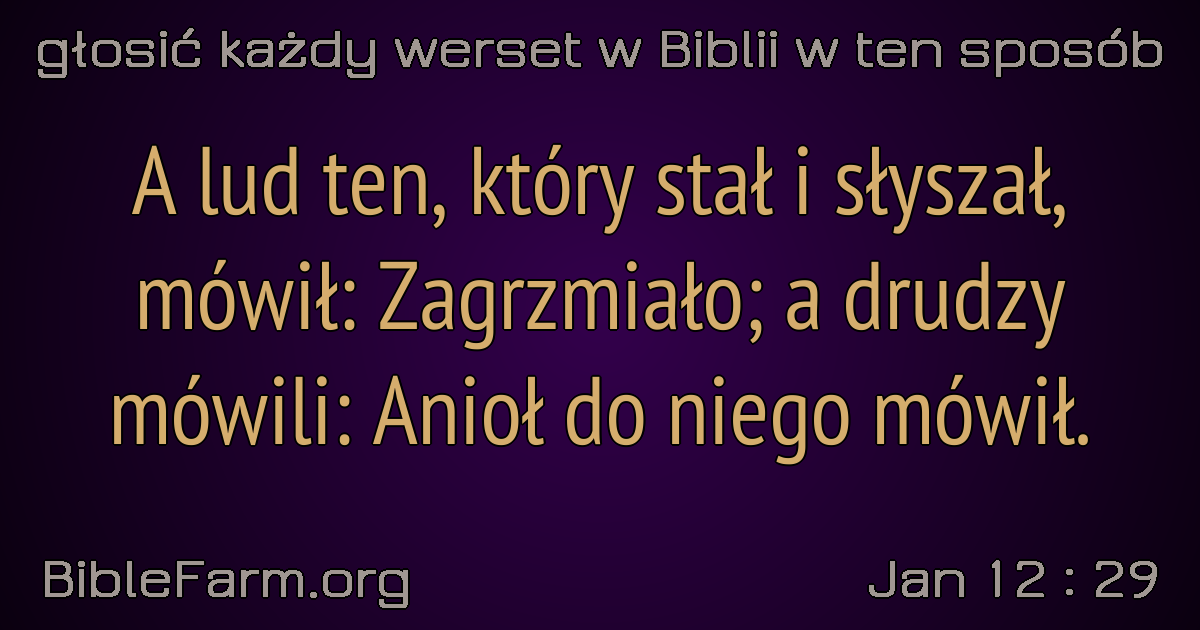 głosić każdy werset w Biblii w ten sposób
A lud ten, który stał i słyszał,
mówił: Zagrzmiało; a drudzy
mówili: Anioł do niego mówił.
BibleFarm.org
Jan 12 : 29